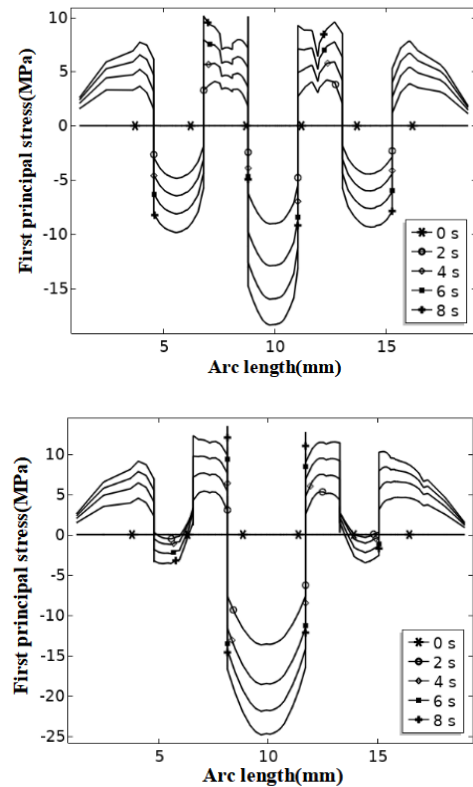 First principal stress(MPa)
10
5
0
-5
-10
-15
0 s
2 s
4 s
6 s
8 s
5
10
15
Arc length(mm)
First principal stress(MPa)
10
5
0
-5
-10
-15
-20
-25
0 s
2 s
4 s
6 s
8 s
5
10
15
Arc length(mm)